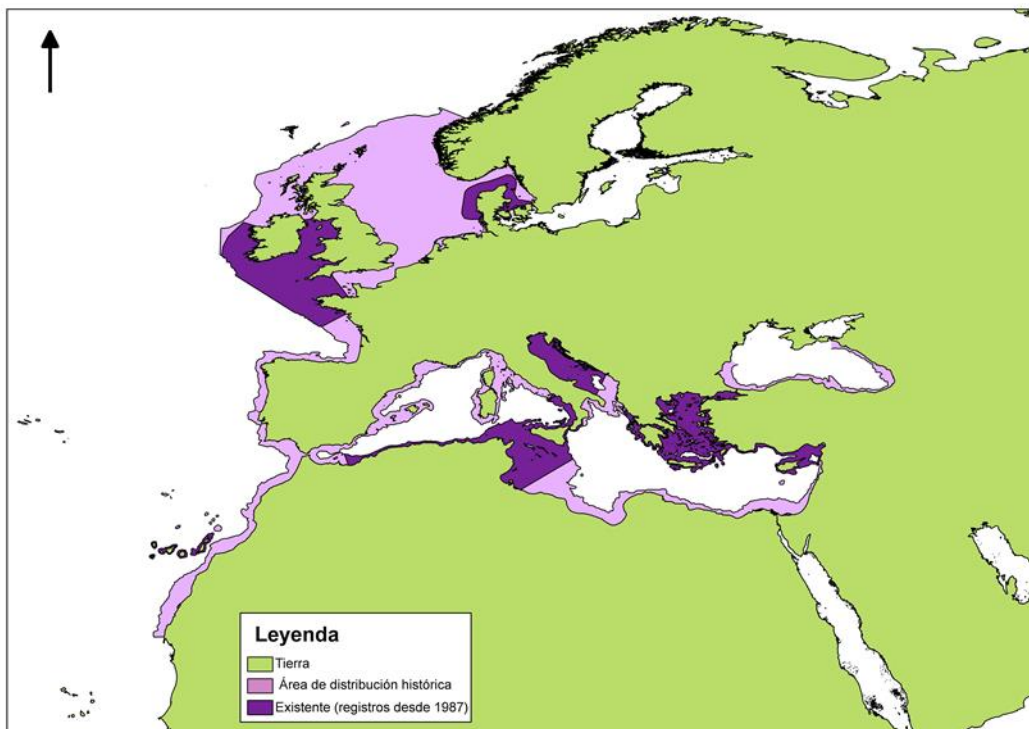 Leyenda
Tierra
Área de distribución histórica
Existente (registros desde 1987)